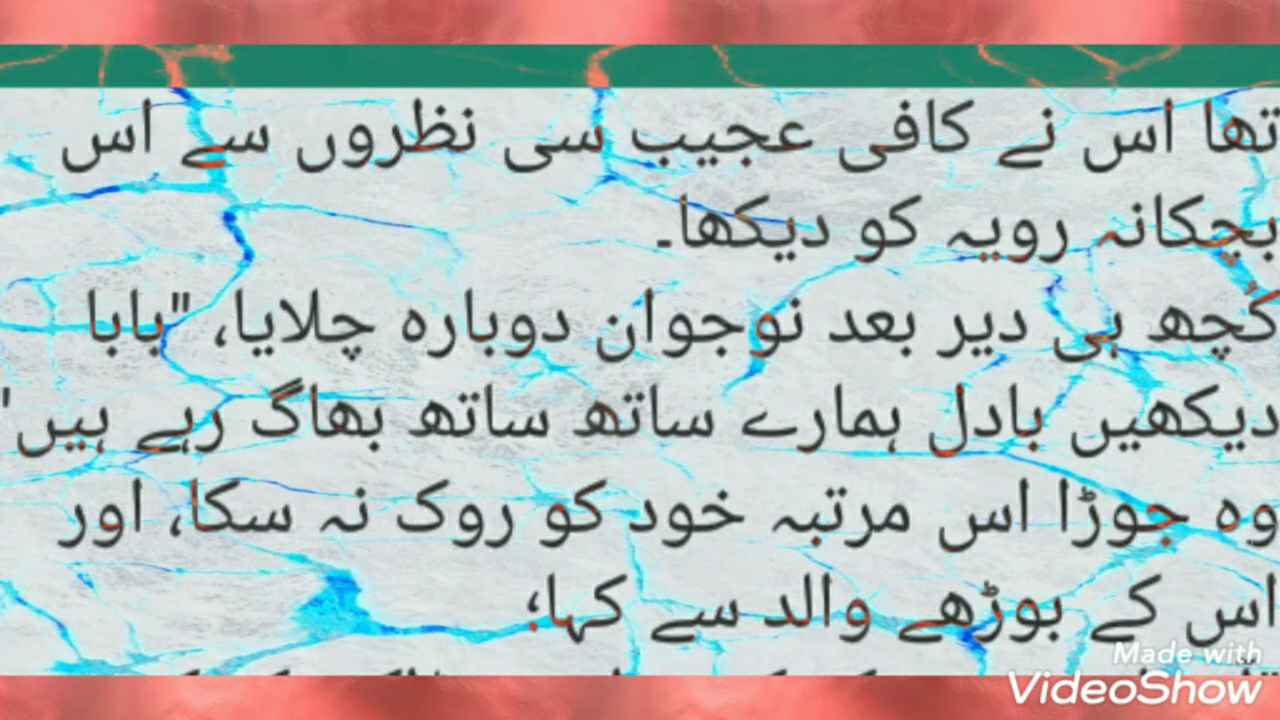 تھا اس نے کافی عجیب سی نظروں سے اس
بچکانہ رویہ کو دیکھا۔
کُچھ ہی دیر بعد نوجوان دوبارہ چلایا، "بابا
دیکھیں بادل ہمارے ساتھ ساتھ بھاگ رہے ہیں"
وہ جوڑا اس مرتبہ خود کو روک نہ سکا، اور
اس کے بوڑھے والد سے کہا؛
Made with
VideoShow